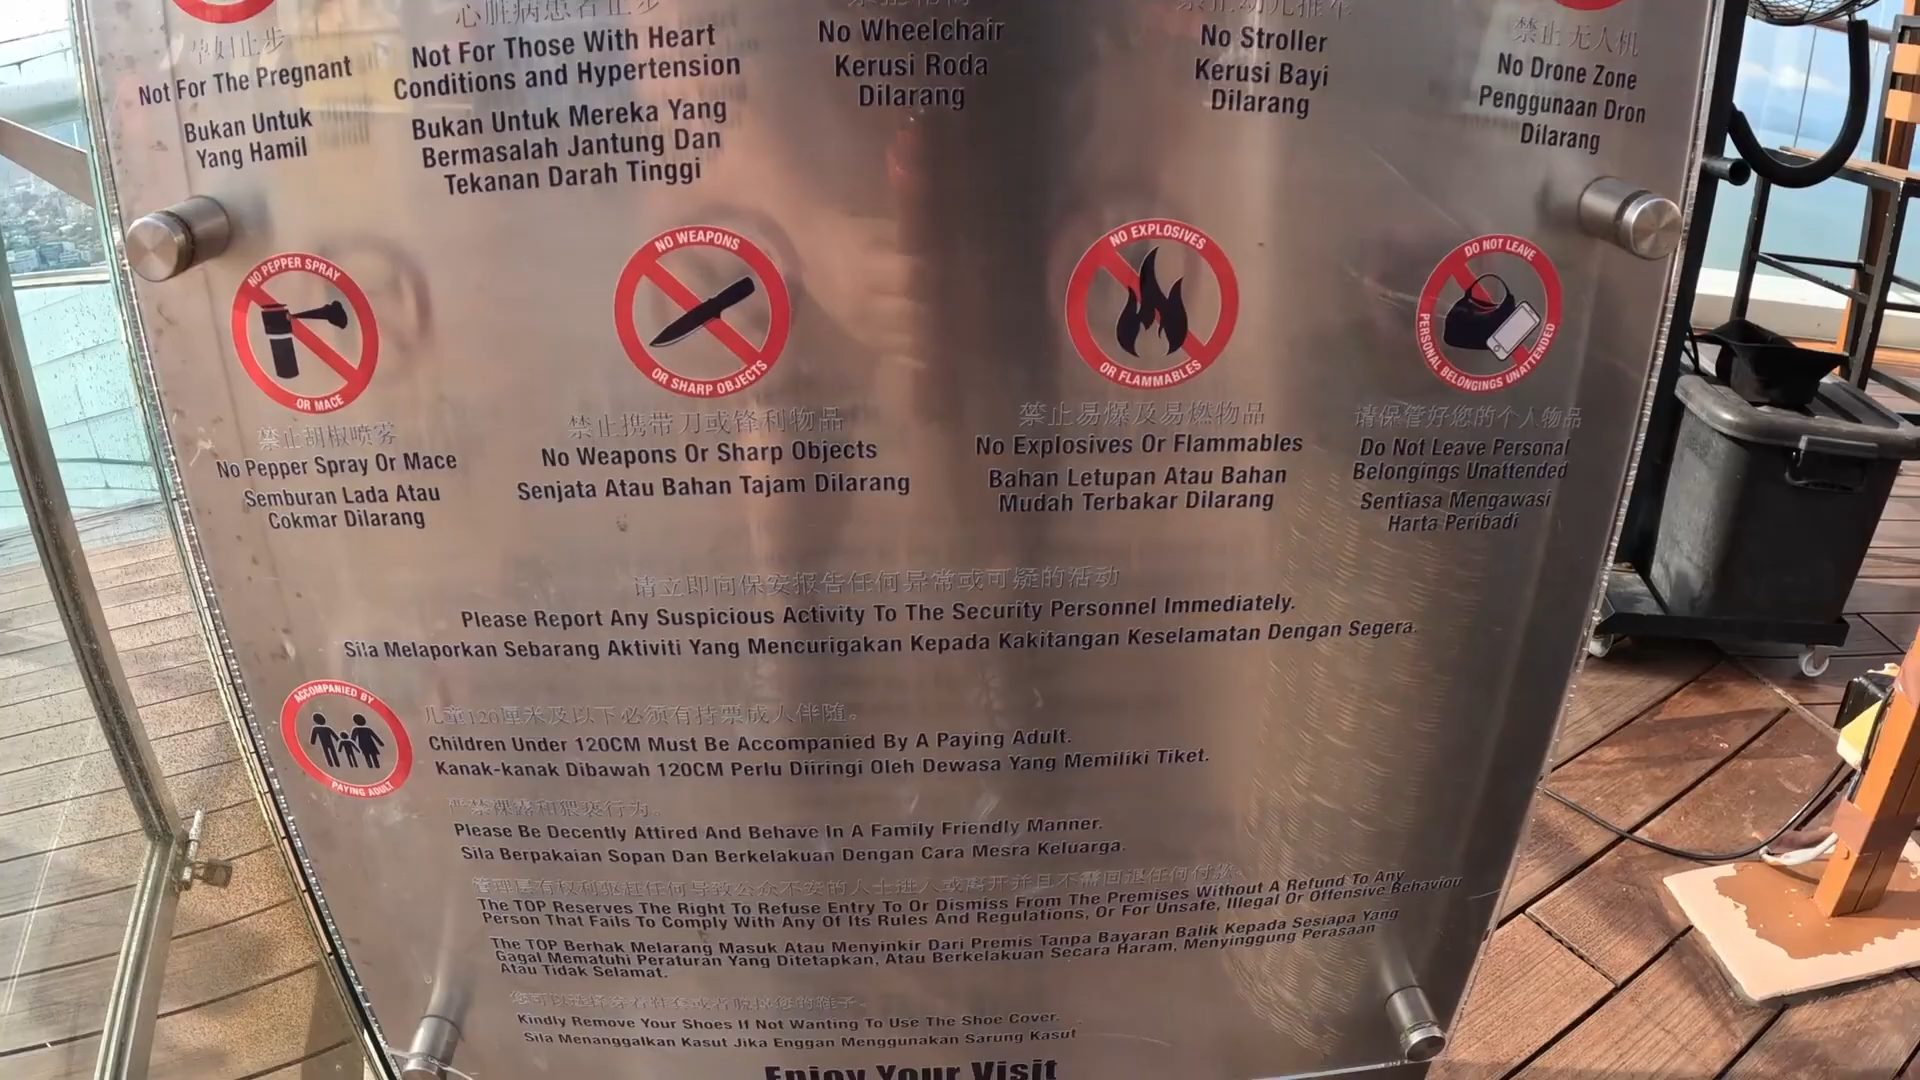 孕妇止步
Not For The Pregnant
Bukan Untuk
Yang Hamil
心脏病患者止步
Not For Those With Heart
Conditions and Hypertension
Bukan Untuk Mereka Yang
Bermasalah Jantung Dan
Tekanan Darah Tinggi
No Wheelchair
Kerusi Roda
Dilarang
禁止幼儿推车
No Stroller
Kerusi Bayi
Dilarang
禁止无人机
No Drone Zone
Penggunaan Dron
Dilarang
NO PEPPER SPRAY
OR MACE
禁止胡椒喷雾
No Pepper Spray Or Mace
Semburan Lada Atau
Cokmar Dilarang
NO WEAPONS
OR SHARP OBJECTS
禁止携带刀或锋利物品
No Weapons Or Sharp Objects
Senjata Atau Bahan Tajam Dilarang
NO EXPLOSIVES
OR FLAMMABLES
禁止易爆及易燃物品
No Explosives Or Flammables
Bahan Letupan Atau Bahan
Mudah Terbakar Dilarang
DO NOT LEAVE
PERSONAL BELONGINGS UNATTENDED
请保管好您的个人物品
Do Not Leave Personal
Belongings Unattended
Sentiasa Mengawasi
Harta Peribadi
请立即向保安报告任何异常或可疑的活动
Please Report Any Suspicious Activity To The Security Personnel Immediately.
Sila Melaporkan Sebarang Aktiviti Yang Mencurigakan Kepada Kakitangan Keselamatan Dengan Segera.
ACCOMPANIED BY
PAYING ADULT
儿童120厘米及以下必须有持票成人伴随。
Children Under 120CM Must Be Accompanied By A Paying Adult.
Kanak-kanak Dibawah 120CM Perlu Diiringi Oleh Dewasa Yang Memiliki Tiket.
严禁裸露和猥亵行为。
Please Be Decently Attired And Behave In A Family Friendly Manner.
Sila Berpakaian Sopan Dan Berkelakuan Dengan Cara Mesra Keluarga.
管理层有权利驱赶任何导致公众不安的人士进入或离开并且不需回退任何付款。
The TOP Reserves The Right To Refuse Entry To Or Dismiss From The Premises Without A Refund To Any
Person That Fails To Comply With Any Of Its Rules And Regulations, Or For Unsafe, Illegal Or Offensive Behaviour
The TOP Berhak Melarang Masuk Atau Menyinkir Dari Premis Tanpa Bayaran Balik Kepada Sesiapa Yang
Gagal Mematuhi Peraturan Yang Ditetapkan, Atau Berkelakuan Secara Haram, Menyinggung Perasaan
Atau Tidak Selamat.
您可以选择穿着鞋套或者脱掉您的鞋子。
Kindly Remove Your Shoes If Not Wanting To Use The Shoe Cover.
Sila Menanggalkan Kasut Jika Enggan Menggunakan Sarung Kasut
Enjoy Your Visit